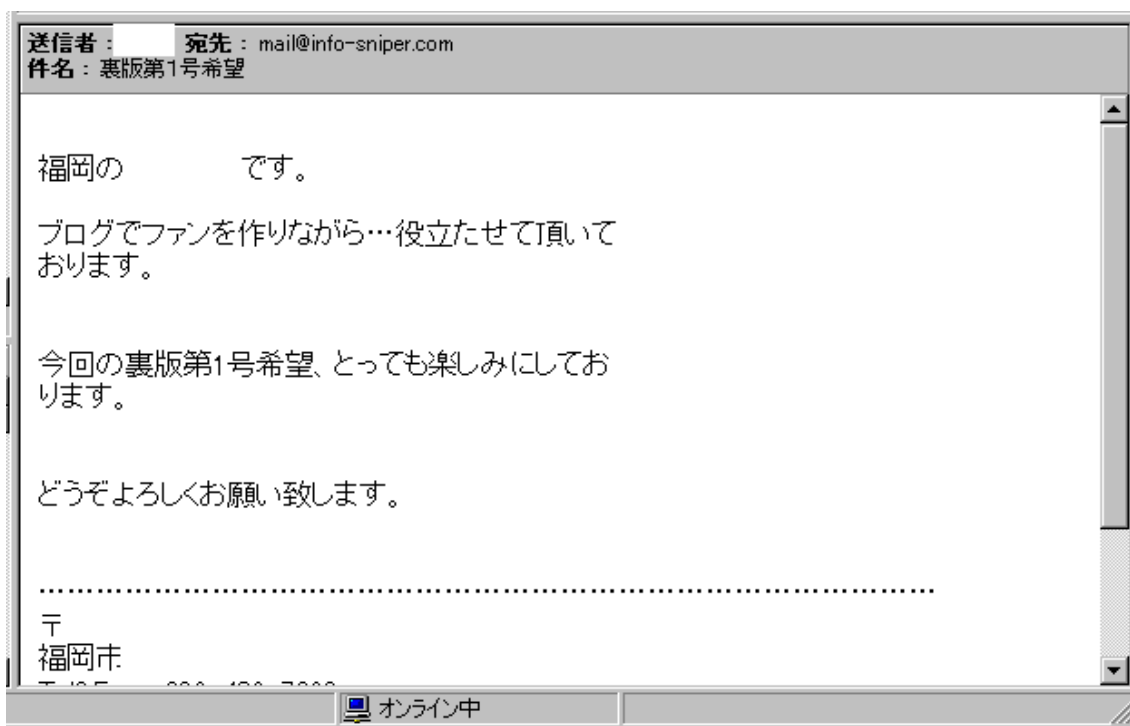 送信者： 宛先： mail@info-sniper.com
件名：裏版第1号希望
福岡の です。
ブログでファンを作りながら…役立たせて頂いて
おります。
今回の裏版第1号希望、とっても楽しみにしてお
ります。
どうぞよろしくお願い致します。
……………………………………………………………………………………
〒
福岡市
オンライン中